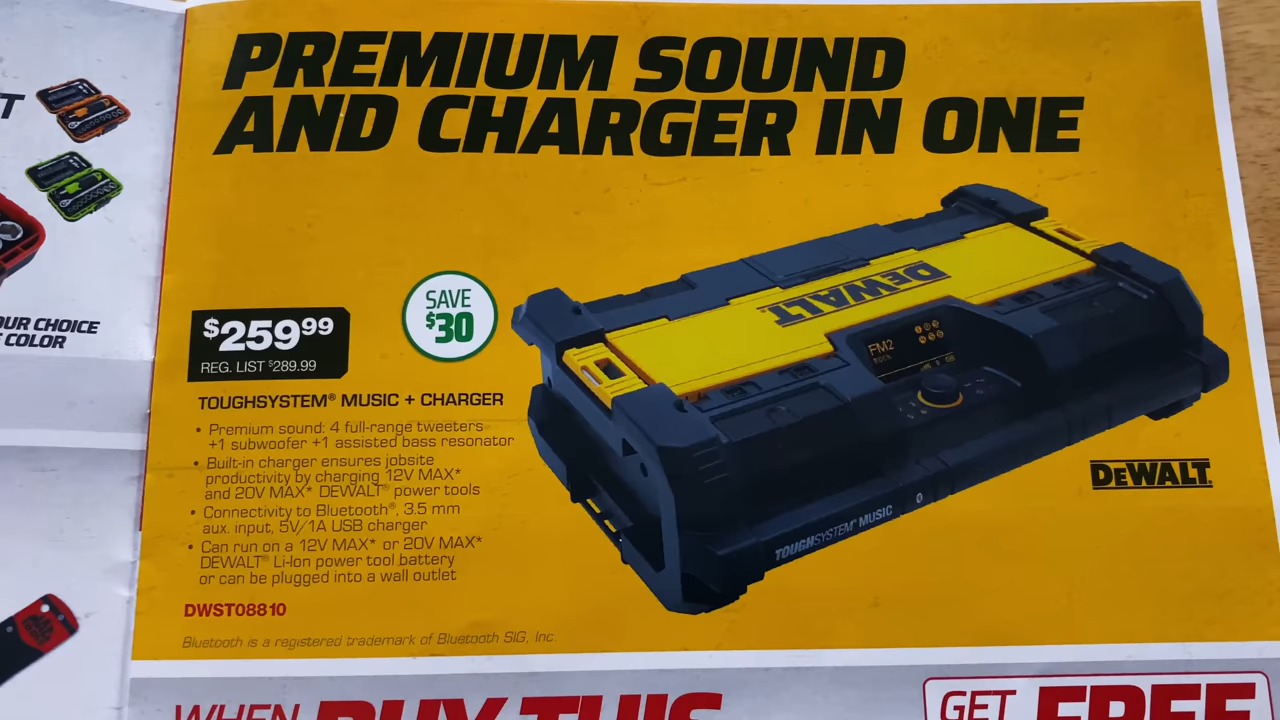 PREMIUM SOUND
AND CHARGER IN ONE
T
OUR CHOICE
F COLOR
$259.99
REG. LIST $289.99
SAVE
$30
TOUGHSYSTEM® MUSIC + CHARGER
• Premium sound: 4 full-range tweeters
+1 subwoofer +1 assisted bass resonator
• Built-in charger ensures jobsite
productivity by charging 12V MAX*
and 20V MAX* DEWALT® power tools
• Connectivity to Bluetooth®, 3.5 mm
aux. input, 5V/1A USB charger
• Can run on a 12V MAX* or 20V MAX*
DEWALT® Li-Ion power tool battery
or can be plugged into a wall outlet
DWST08810
Bluetooth is a registered trademark of Bluetooth SIG, Inc.
DEWALT
FM2
TOUGHSYSTEM® MUSIC
DEWALT
WHEN BUY THIS
GET FREE